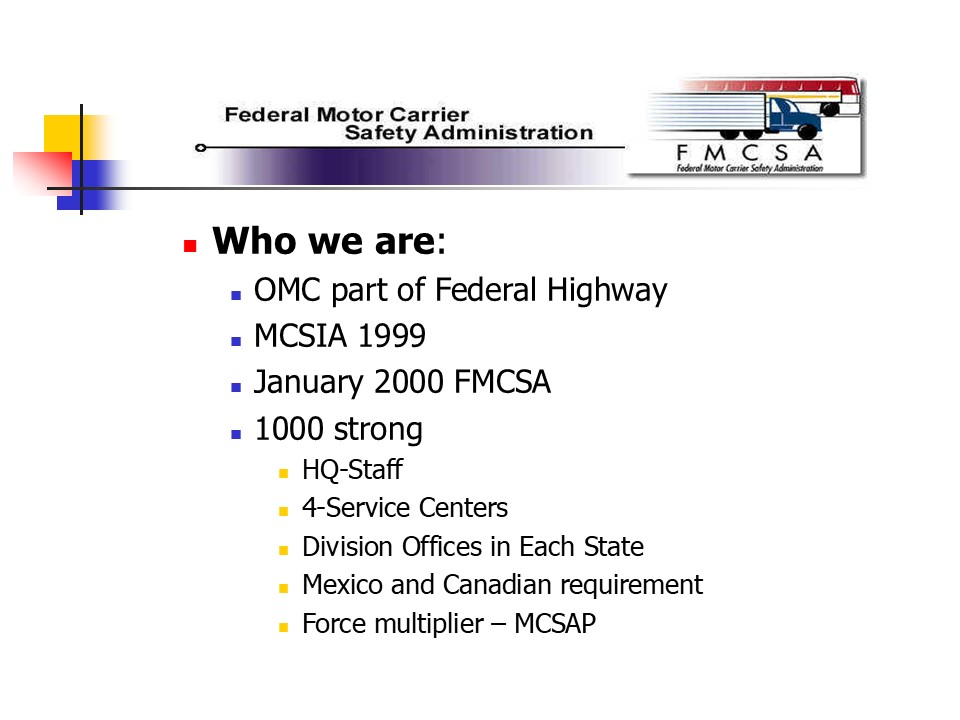 Federal Motor Carrier
Safety Administration
FMCSA
Federal Motor Carrier Safety Administration
Who we are:
OMC part of Federal Highway
MCSIA 1999
January 2000 FMCSA
1000 strong
HQ-Staff
4-Service Centers
Division Offices in Each State
Mexico and Canadian requirement
Force multiplier – MCSAP